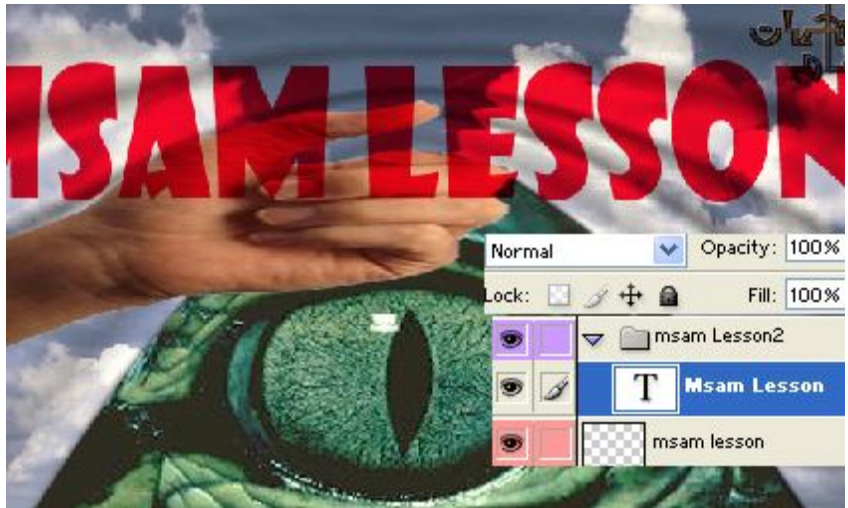 MSAM LESSON
Normal Opacity: 100%
Lock: Fill: 100%
msam Lesson2
T Msam Lesson
msam lesson